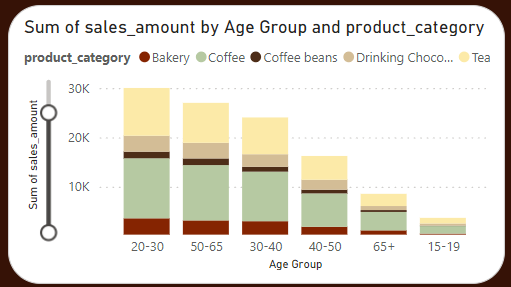 Sum of sales_amount by Age Group and product_category
product_category Bakery Coffee Coffee beans Drinking Choco... Tea
Sum of sales_amount
30K
20K
10K
20-30 50-65 30-40 40-50 65+ 15-19
Age Group